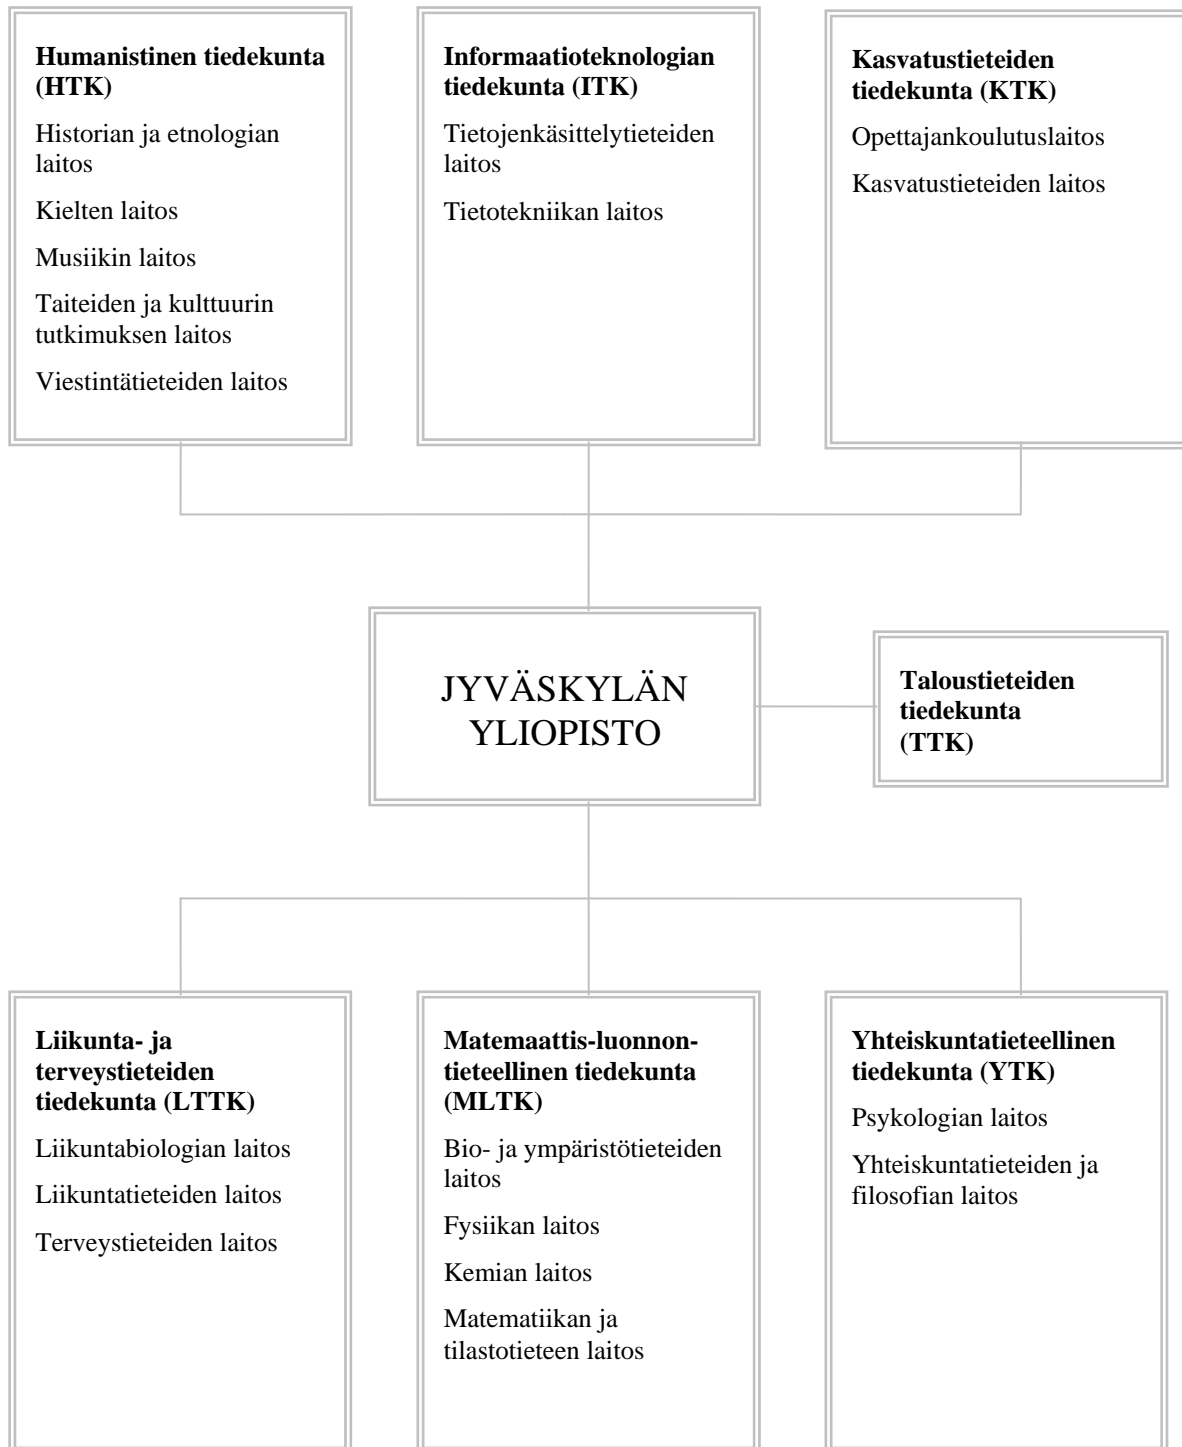 Humanistinen tiedekunta
(HTK)
Historian ja etnologian
laitos
Kielten laitos
Musiikin laitos
Taiteiden ja kulttuurin
tutkimuksen laitos
Viestintätieteiden laitos
Informaatioteknologian
tiedekunta (ITK)
Tietojenkäsittelytieteiden
laitos
Tietotekniikan laitos
Kasvatustieteiden
tiedekunta (KTK)
Opettajankoulutuslaitos
Kasvatustieteiden laitos
JYVÄSKYLÄN
YLIOPISTO
Taloustieteiden
tiedekunta
(TTK)
Liikunta- ja
terveystieteiden
tiedekunta (LTTK)
Liikuntabiologian laitos
Liikuntatieteiden laitos
Terveystieteiden laitos
Matemaattis-luonnon-
tieteellinen tiedekunta
(MLTK)
Bio- ja ympäristötieteiden
laitos
Fysiikan laitos
Kemian laitos
Matematiikan ja
tilastotieteen laitos
Yhteiskuntatieteellinen
tiedekunta (YTK)
Psykologian laitos
Yhteiskuntatieteiden ja
filosofian laitos